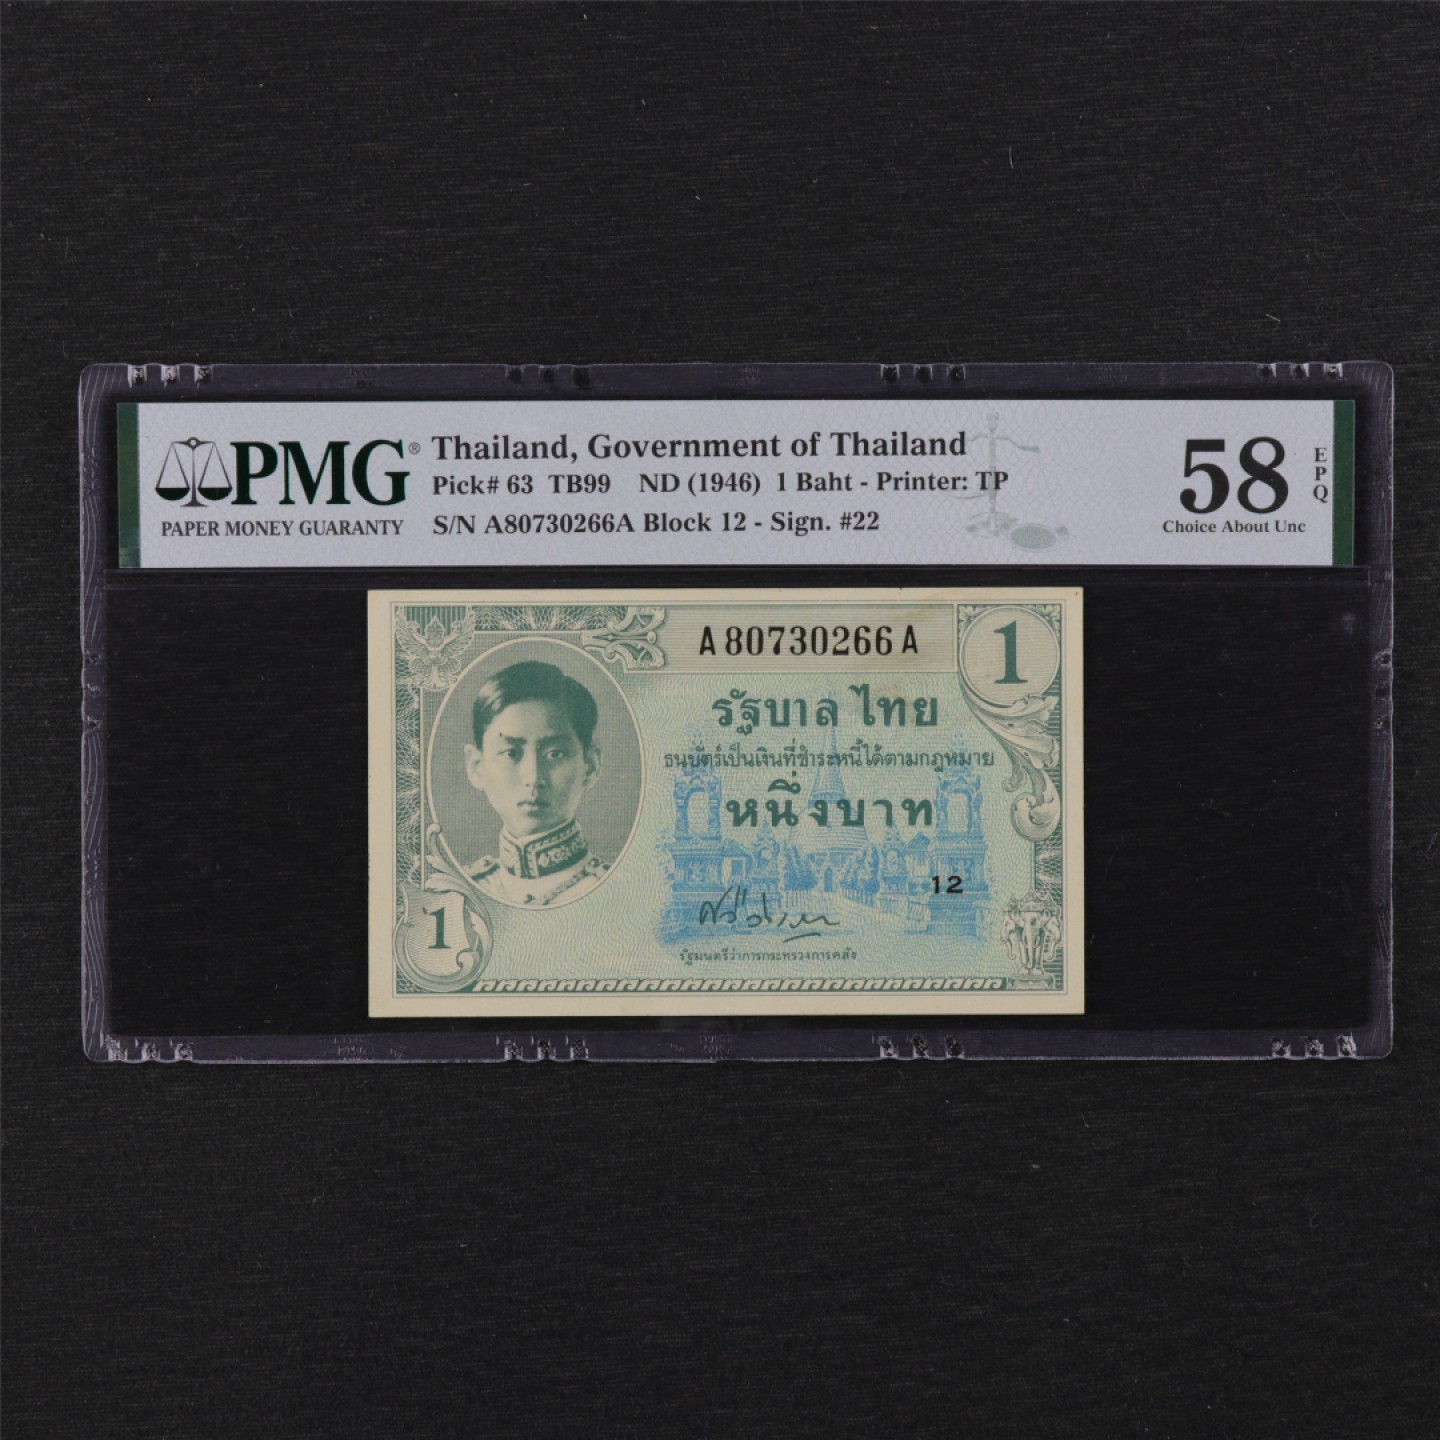 PMG®
PAPER MONEY GUARANTY
Thailand, Government of Thailand
Pick# 63 TB99 ND (1946) 1 Baht - Printer: TP
S/N A80730266A Block 12 - Sign. #22
58
Choice About Unc
EPQ
A 80730266 A
1
รัฐบาล ไทย
ธนบัตร์เป็นเงินที่ชำระหนี้ได้ตามกฎหมาย
หนึ่งบาท
12
1
รัฐมนตรีว่าการกระทรวงการคลัง